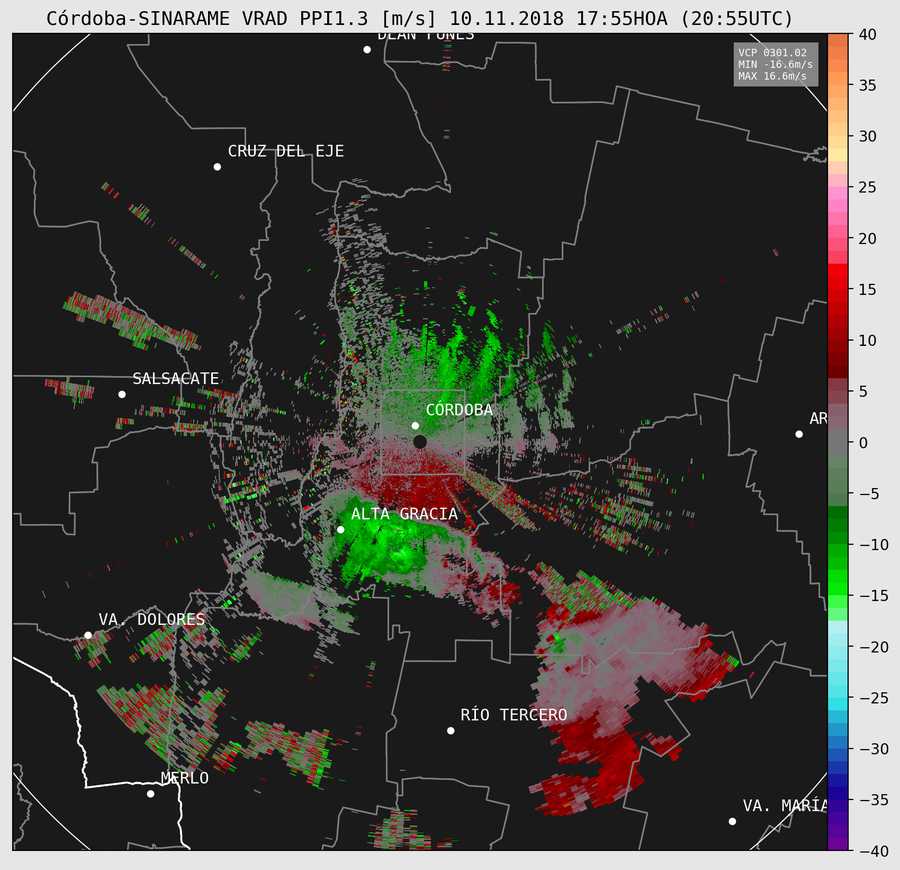 Córdoba-SINARAME VRAD PPI1.3 [m/s] 10.11.2018 17:55HOA (20:55UTC)
DEAN FUNES
VCP 0301.02
MIN -16.6m/s
MAX 16.6m/s
CRUZ DEL EJE
SALSACATE
CÓRDOBA
AR
ALTA GRACIA
VA. DOLORES
RÍO TERCERO
MERLO
VA. MARÍA
40
35
30
25
20
15
10
5
0
−5
−10
−15
−20
−25
−30
−35
−40